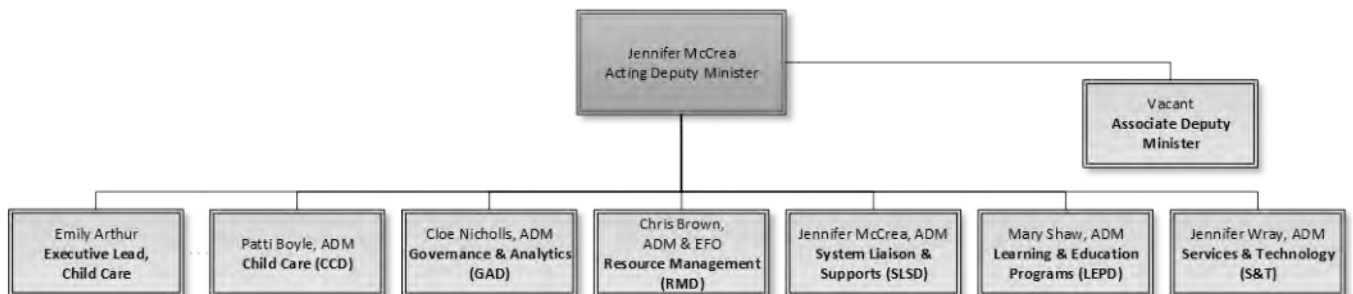 Jennifer McCrea
Acting Deputy Minister
Vacant
Associate Deputy
Minister
Emily Arthur
Executive Lead,
Child Care
Patti Boyle, ADM
Child Care (CCD)
Cloe Nicholls, ADM
Governance & Analytics
(GAD)
Chris Brown,
ADM & EFO
Resource Management
(RMD)
Jennifer McCrea, ADM
System Liaison &
Supports (SLSD)
Mary Shaw, ADM
Learning & Education
Programs (LEPD)
Jennifer Wray, ADM
Services & Technology
(S&T)